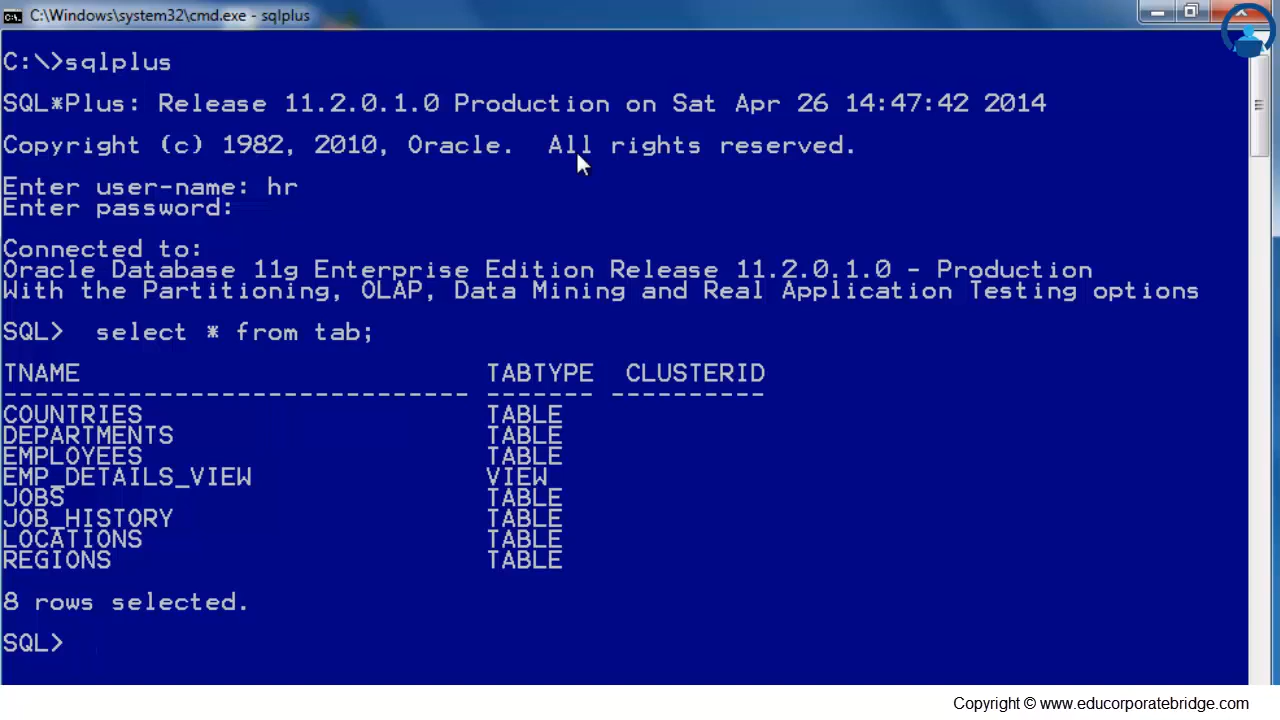 C:\Windows\system32\cmd.exe - sqlplus
C:\>sqlplus
SQL*Plus: Release 11.2.0.1.0 Production on Sat Apr 26 14:47:42 2014
Copyright (c) 1982, 2010, Oracle.  All rights reserved.
Enter user-name: hr
Enter password:
Connected to:
Oracle Database 11g Enterprise Edition Release 11.2.0.1.0 - Production
With the Partitioning, OLAP, Data Mining and Real Application Testing options
SQL>  select * from tab;
TNAME                          TABTYPE  CLUSTERID
------------------------------ ------- ----------
COUNTRIES                      TABLE
DEPARTMENTS                    TABLE
EMPLOYEES                      TABLE
EMP_DETAILS_VIEW               VIEW
JOBS                           TABLE
JOB_HISTORY                    TABLE
LOCATIONS                      TABLE
REGIONS                        TABLE
8 rows selected.
SQL>
Copyright © www.educorporatebridge.com